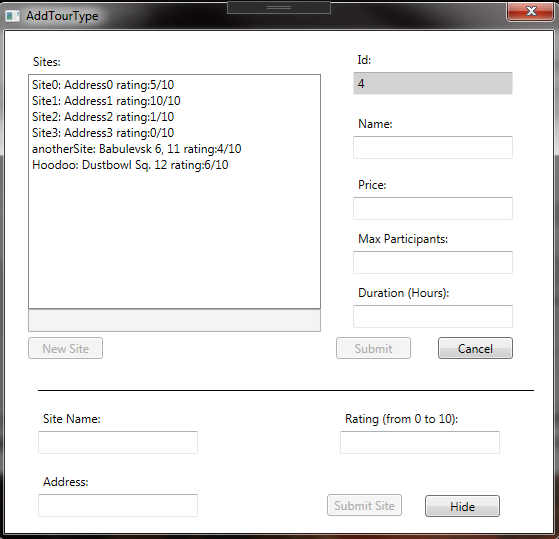 AddTourType
Sites:
Site0: Address0 rating:5/10
Site1: Address1 rating:10/10
Site2: Address2 rating:1/10
Site3: Address3 rating:0/10
anotherSite: Babulevsk 6, 11 rating:4/10
Hoodoo: Dustbowl Sq. 12 rating:6/10
New Site
Id:
4
Name:
Price:
Max Participants:
Duration (Hours):
Submit
Cancel
Site Name:
Rating (from 0 to 10):
Address:
Submit Site
Hide